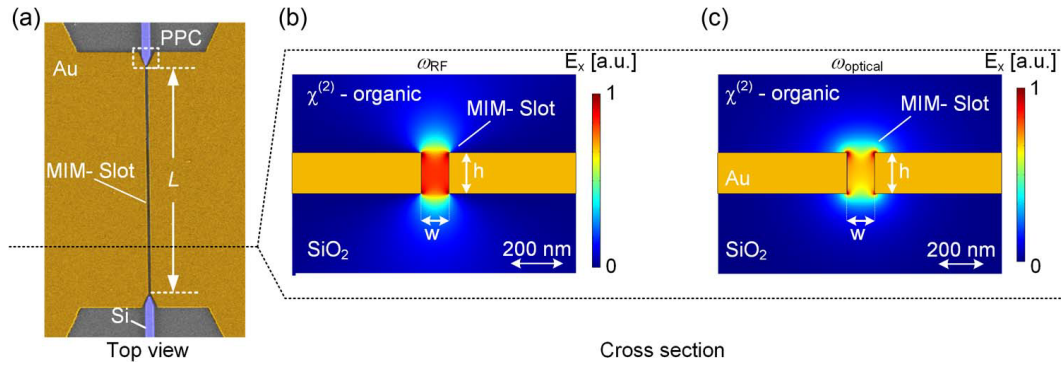 (a)
PPC
Au
MIM- Slot
L
Si
Top view
(b)
ωRF
Ex [a.u.]
χ(2) - organic
1
MIM- Slot
h
w
SiO2
200 nm
0
(c)
ωoptical
Ex [a.u.]
χ(2) - organic
1
MIM- Slot
Au
h
w
SiO2
200 nm
0
Cross section